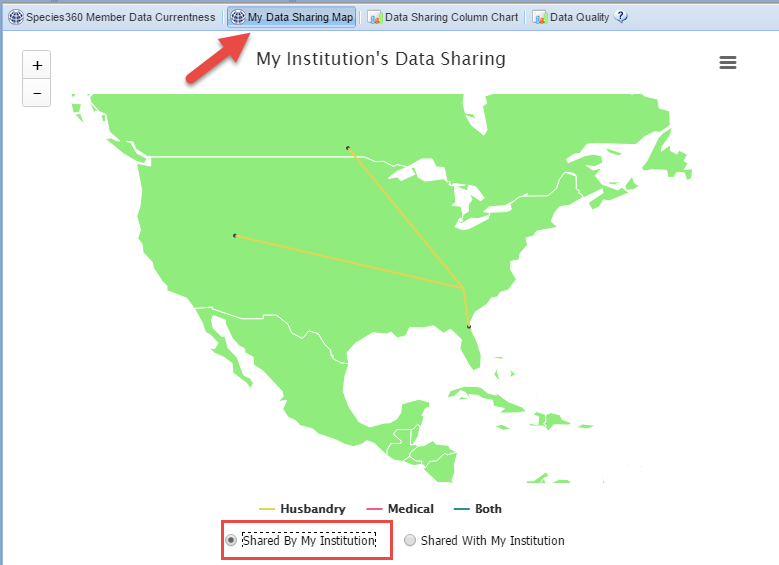 Species360 Member Data Currentness My Data Sharing Map Data Sharing Column Chart Data Quality ?
My Institution's Data Sharing
+
−
Husbandry Medical Both
Shared By My Institution Shared With My Institution